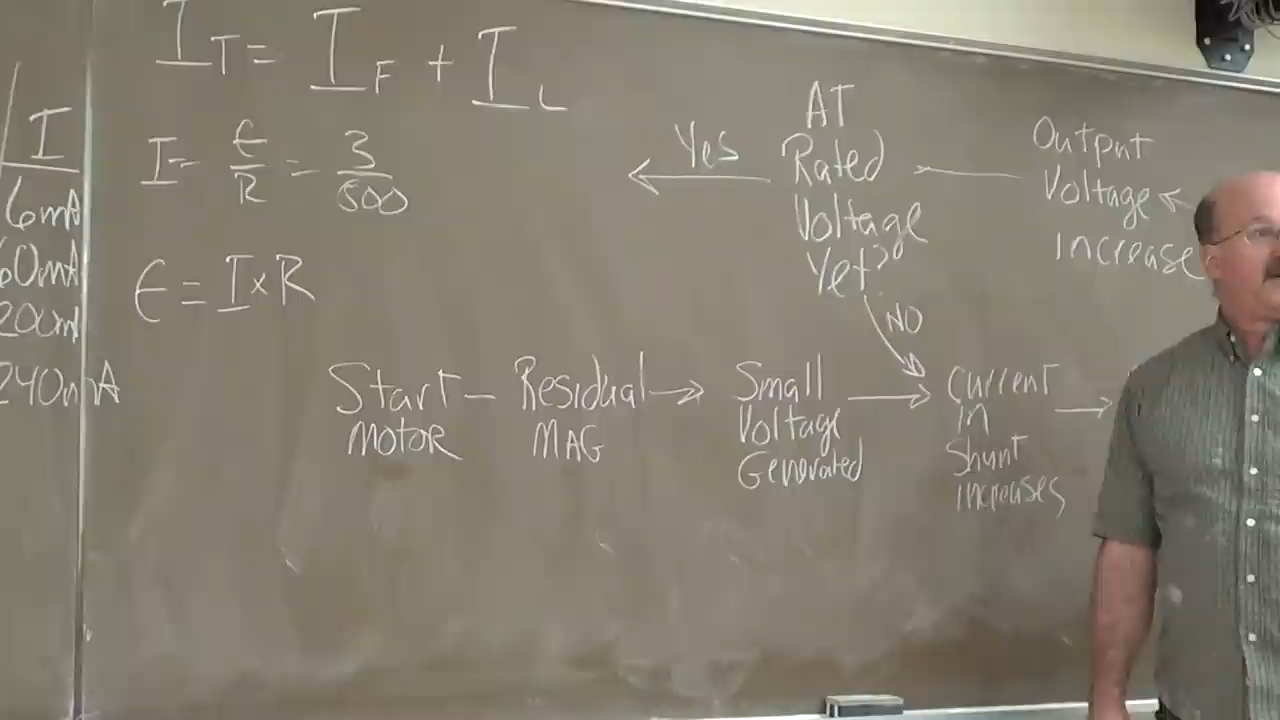 I_T = I_F + I_L
I
6mA
60mA
200mA
240mA
I = E/R = 3/500
E = I x R
Yes
AT
Rated
Voltage
Yet?
NO
Output
Voltage
increase
Start
MOTOR
Residual
MAG
Small
Voltage
Generated
Current
IN
Shunt
increases